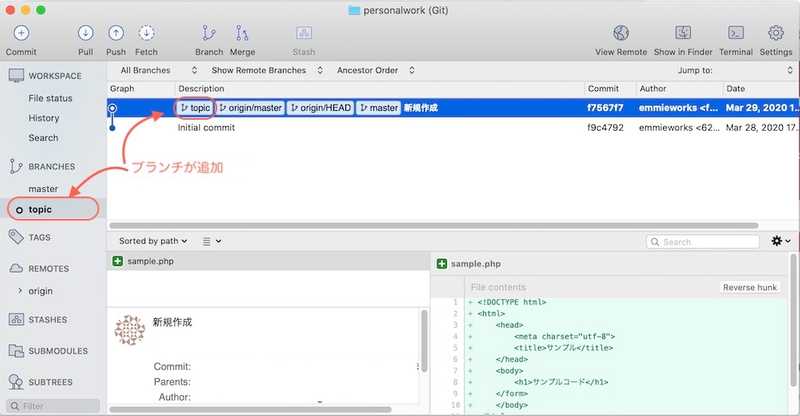 personalwork (Git)
Commit Pull Push Fetch Branch Merge Stash View Remote Show in Finder Terminal Settings
WORKSPACE
File status
History
Search
BRANCHES
master
topic
TAGS
REMOTES
origin
STASHES
SUBMODULES
SUBTREES
Filter
All Branches Show Remote Branches Ancestor Order Jump to:
Graph Description Commit Author Date
topic origin/master origin/HEAD master 新規作成 f7567f7 emmieworks <f... Mar 29, 2020 1...
Initial commit f9c4792 emmieworks <62... Mar 28, 2020 17...
ブランチが追加
Sorted by path Search
sample.php
新規作成
Commit:
Parents:
Author:
sample.php
File contents Reverse hunk
1 + <!DOCTYPE html>
2 + <html>
3 + <head>
4 + <meta charset="utf-8">
5 + <title>サンプル</title>
6 + </head>
7 + <body>
8 + <h1>サンプルコード</h1>
9 + </form>
10 + </body>